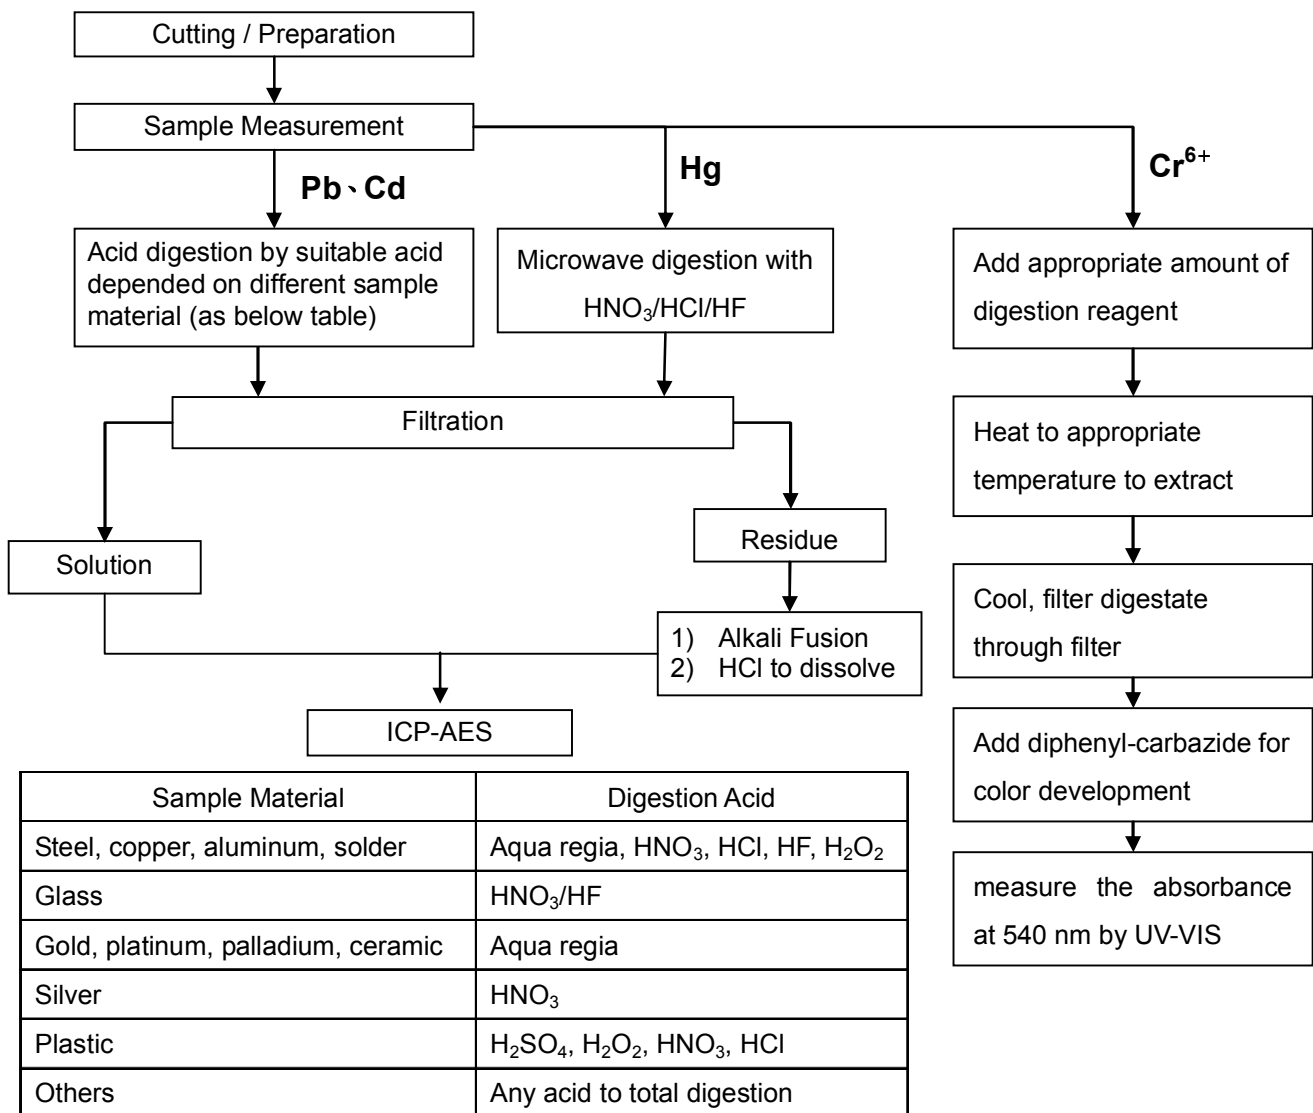 Cutting / Preparation
Sample Measurement
Pb、Cd
Hg
Cr⁶⁺
Acid digestion by suitable acid
depended on different sample
material (as below table)
Microwave digestion with
HNO₃/HCl/HF
Add appropriate amount of
digestion reagent
Filtration
Heat to appropriate
temperature to extract
Solution
Residue
Cool, filter digestate
through filter
1) Alkali Fusion
2) HCl to dissolve
ICP-AES
Add diphenyl-carbazide for
color development
measure the absorbance
at 540 nm by UV-VIS
Sample Material Digestion Acid
Steel, copper, aluminum, solder Aqua regia, HNO₃, HCl, HF, H₂O₂
Glass HNO₃/HF
Gold, platinum, palladium, ceramic Aqua regia
Silver HNO₃
Plastic H₂SO₄, H₂O₂, HNO₃, HCl
Others Any acid to total digestion